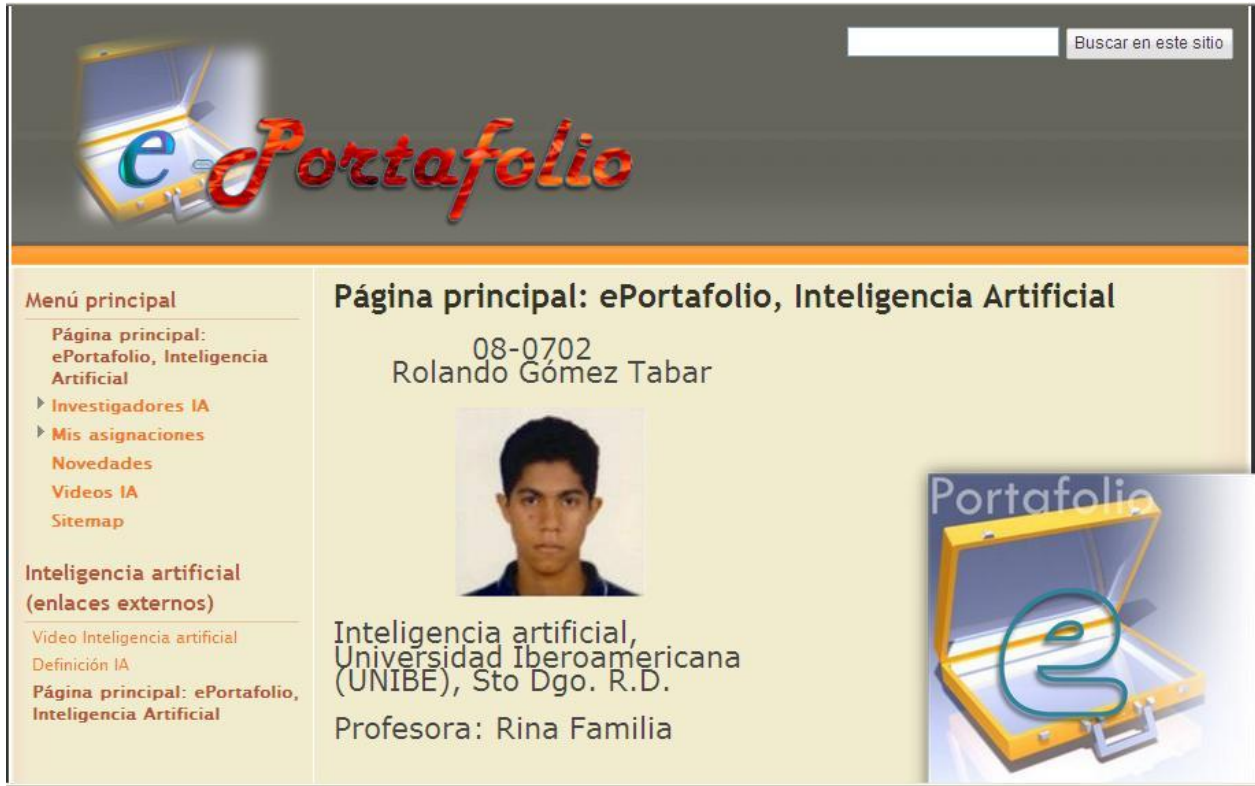 Buscar en este sitio
e-Portafolio
Menú principal
Página principal:
ePortafolio, Inteligencia
Artificial
Investigadores IA
Mis asignaciones
Novedades
Videos IA
Sitemap
Inteligencia artificial
(enlaces externos)
Video Inteligencia artificial
Definición IA
Página principal: ePortafolio,
Inteligencia Artificial
Página principal: ePortafolio, Inteligencia Artificial
08-0702
Rolando Gómez Tabar
Inteligencia artificial,
Universidad Iberoamericana
(UNIBE), Sto Dgo. R.D.
Profesora: Rina Familia
Portafolio
e